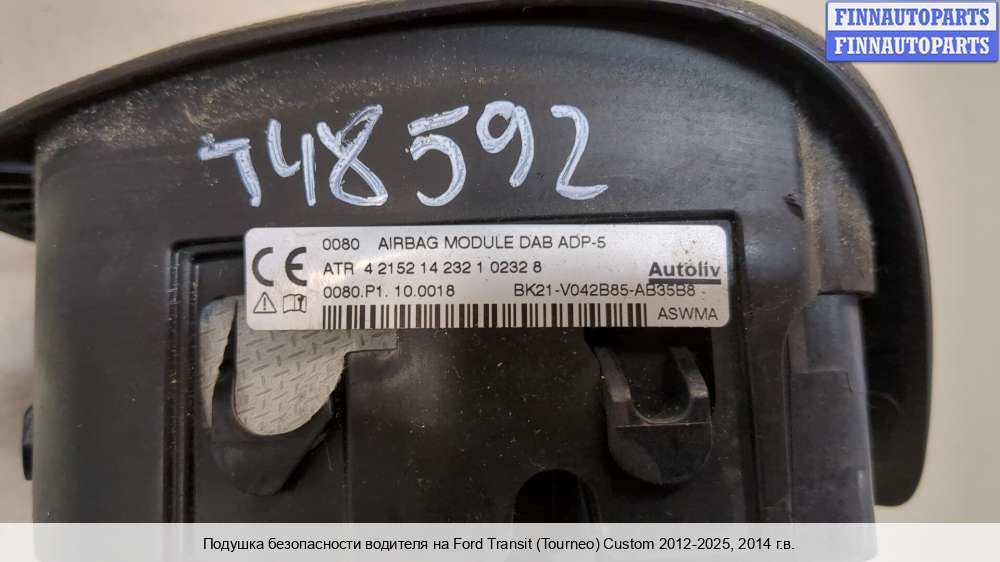 FINNAUTOPARTS
FINNAUTOPARTS
748592
0080 AIRBAG MODULE DAB ADP-5
CE ATR 4 2152 14 232 1 0232 8 Autoliv
0080.P1. 10.0018 BK21-V042B85-AB35B8
ASWMA
Подушка безопасности водителя на Ford Transit (Tourneo) Custom 2012-2025, 2014 г.в.